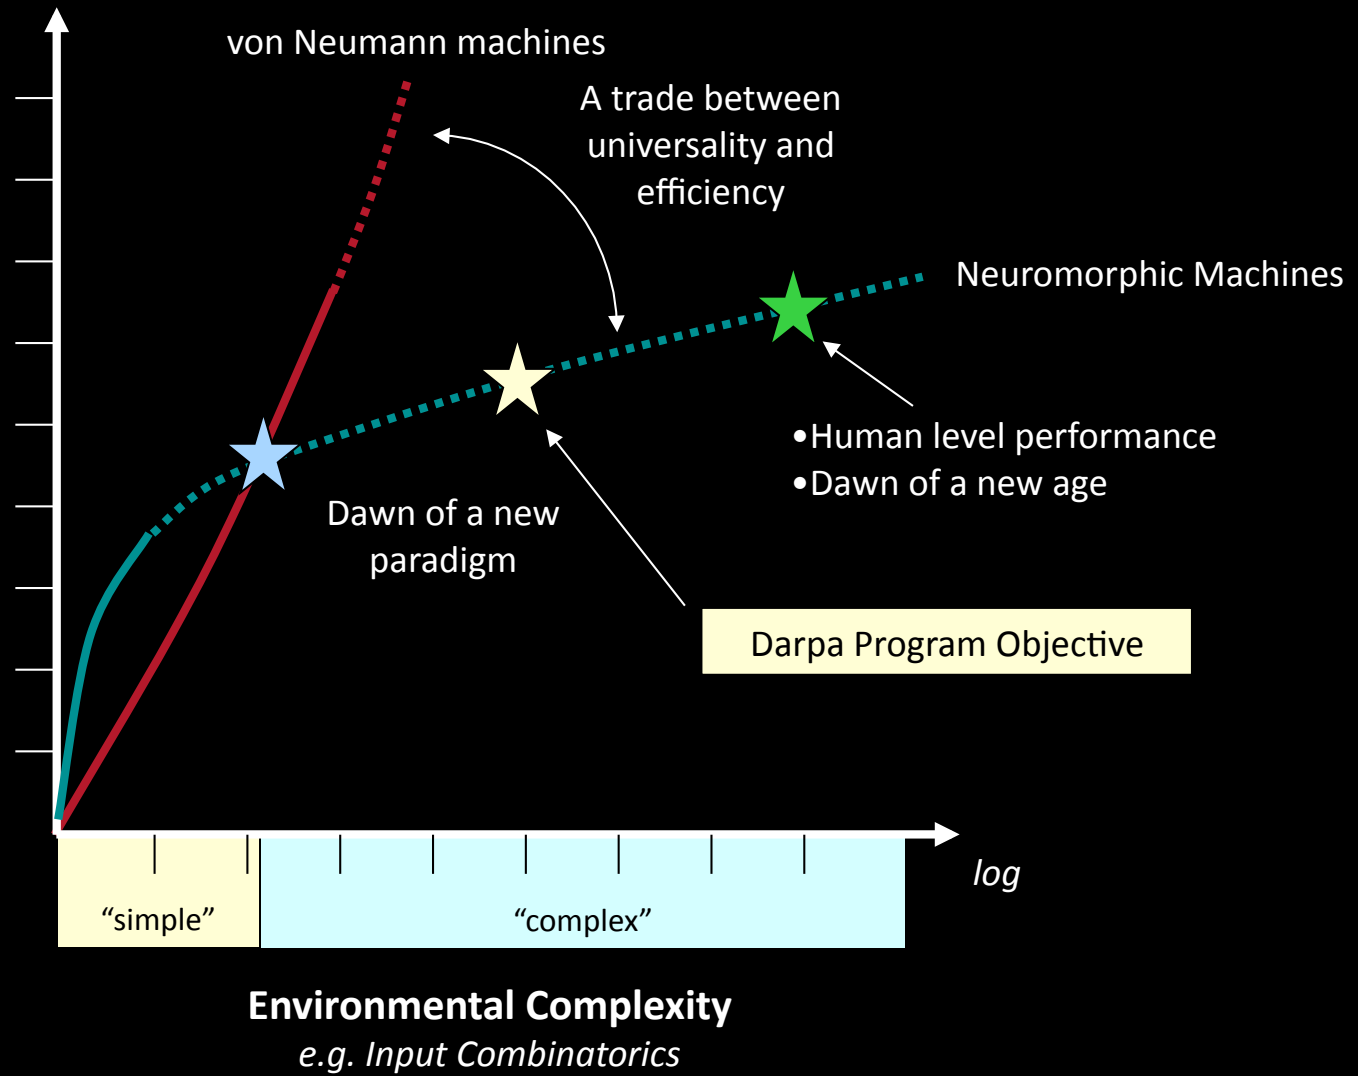 von Neumann machines
A trade between
universality and
efficiency
Neuromorphic Machines
•Human level performance
•Dawn of a new age
Dawn of a new
paradigm
Darpa Program Objective
log
“simple”
“complex”
Environmental Complexity
e.g. Input Combinatorics